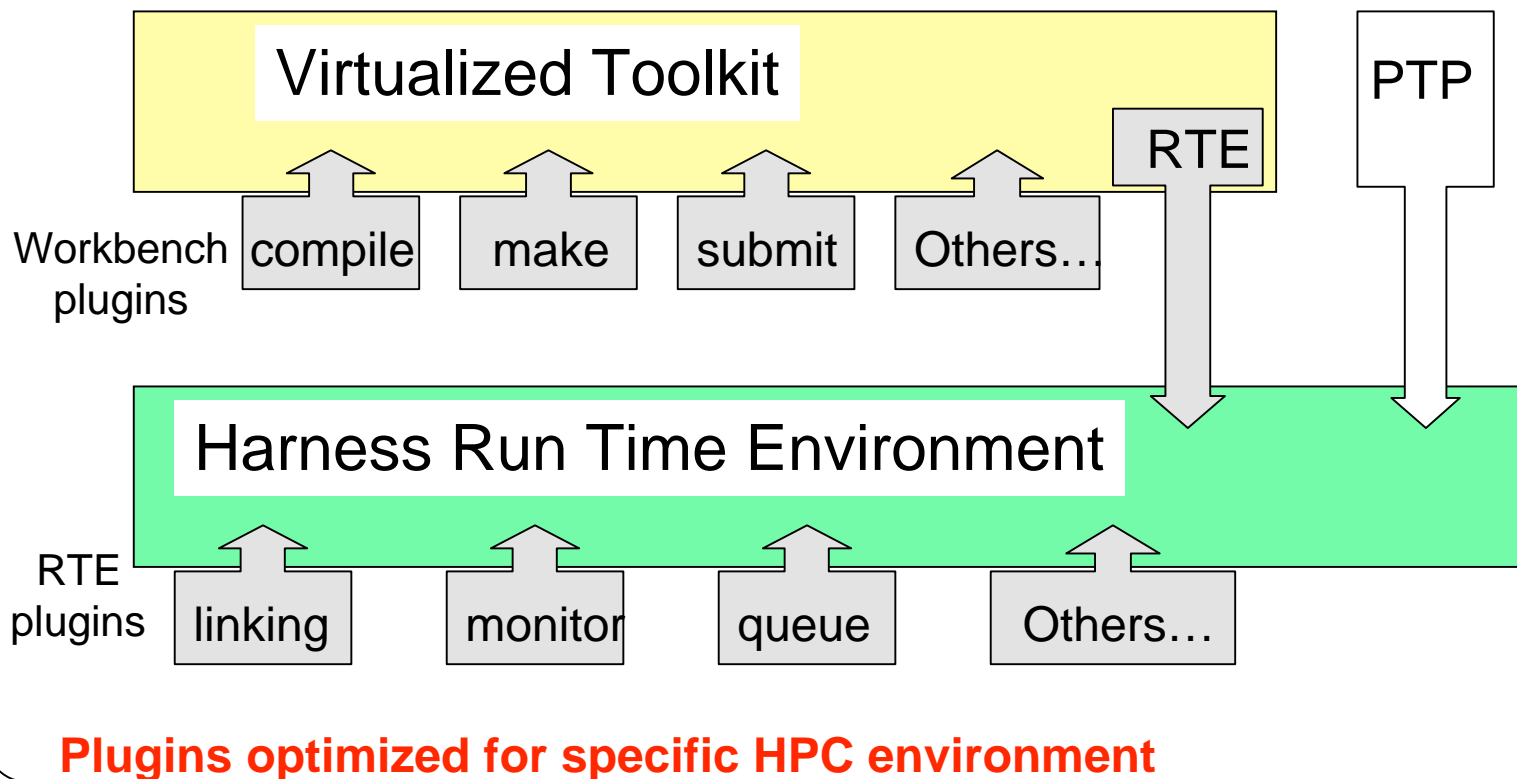 Virtualized Toolkit
PTP
RTE
Workbench
plugins
compile
make
submit
Others…
Harness Run Time Environment
RTE
plugins
linking
monitor
queue
Others…
Plugins optimized for specific HPC environment